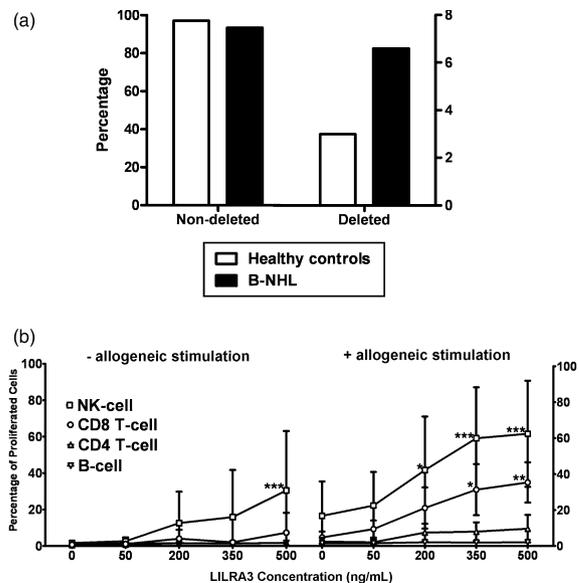 (a)
100
80
60
40
20
0
Percentage
8
6
4
2
0
Non-deleted Deleted
Healthy controls
B-NHL
(b)
- allogeneic stimulation + allogeneic stimulation
100
80
60
40
20
0
Percentage of Proliferated Cells
NK-cell
CD8 T-cell
CD4 T-cell
B-cell
***
*
***
***
*
**
100
80
60
40
20
0
0 50 200 350 500 0 50 200 350 500
LILRA3 Concentration (ng/mL)